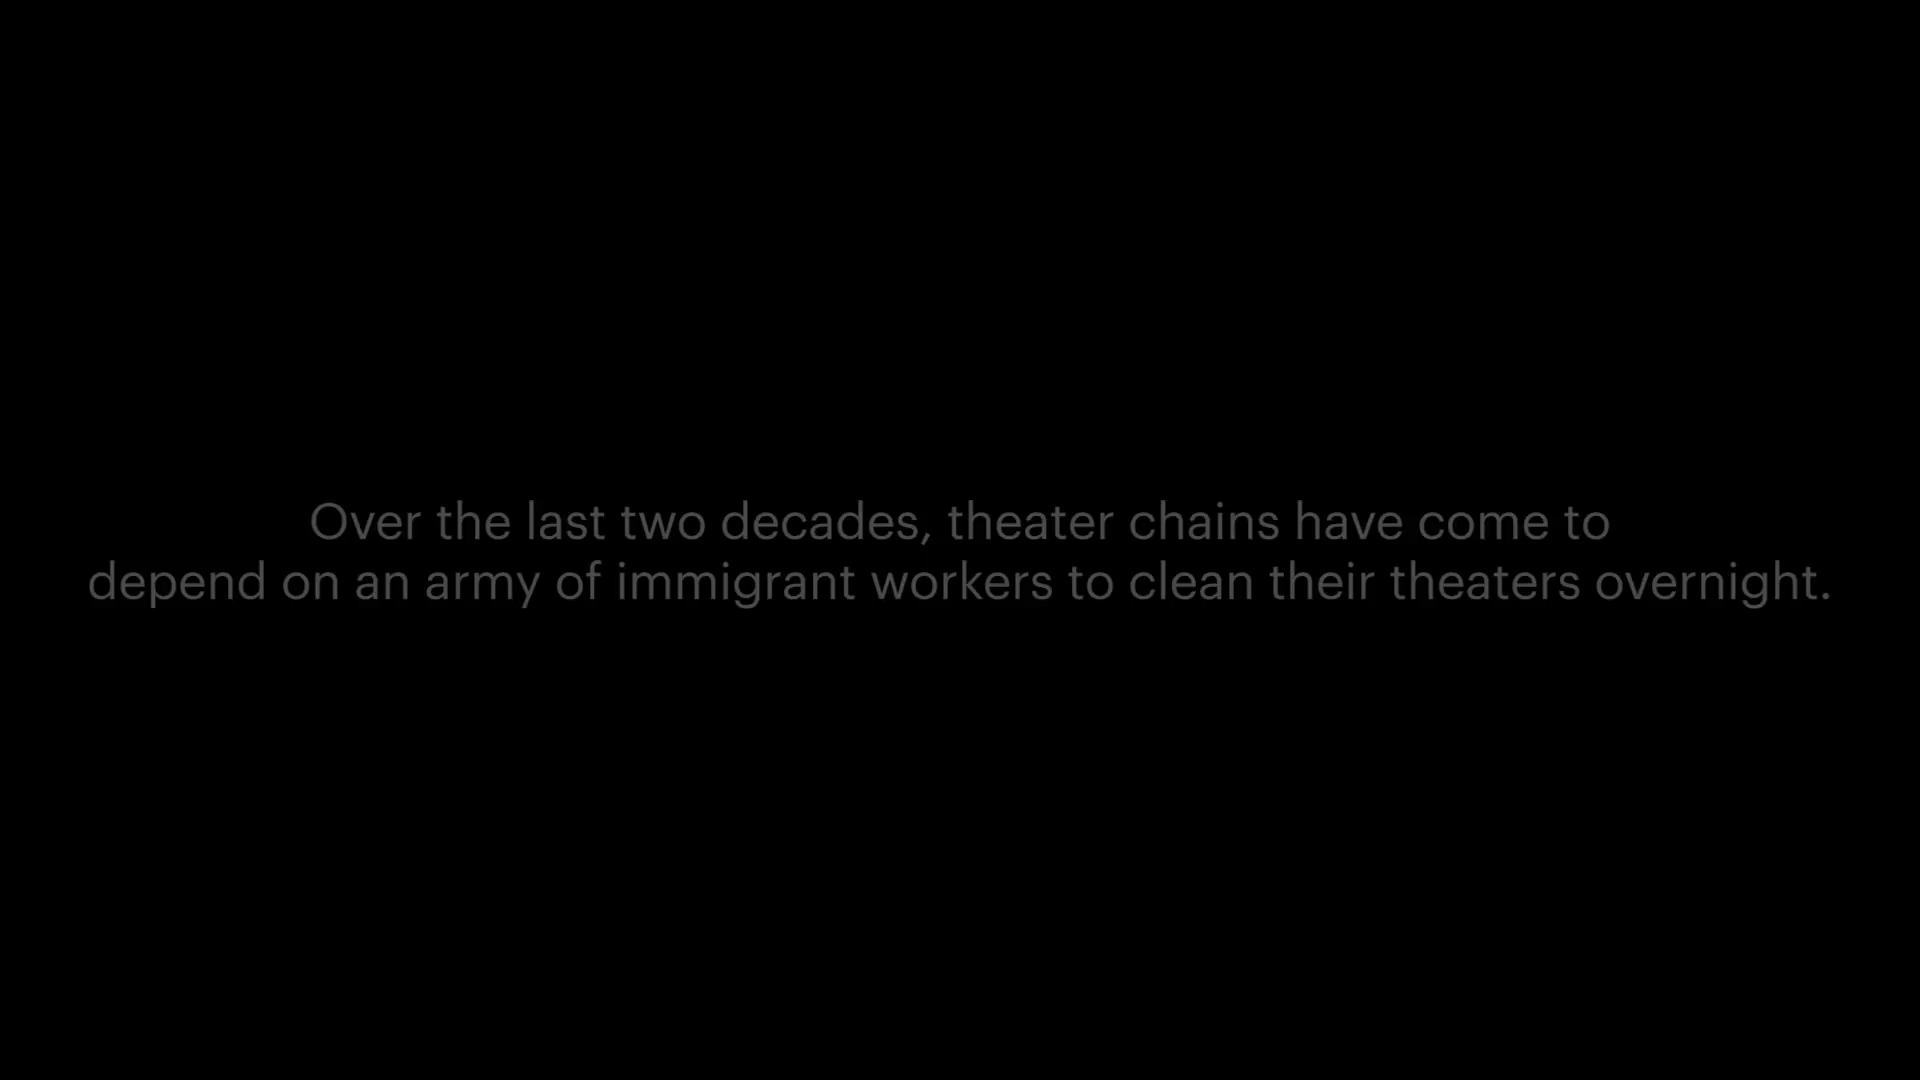 Over the last two decades, theater chains have come to
depend on an army of immigrant workers to clean their theaters overnight.